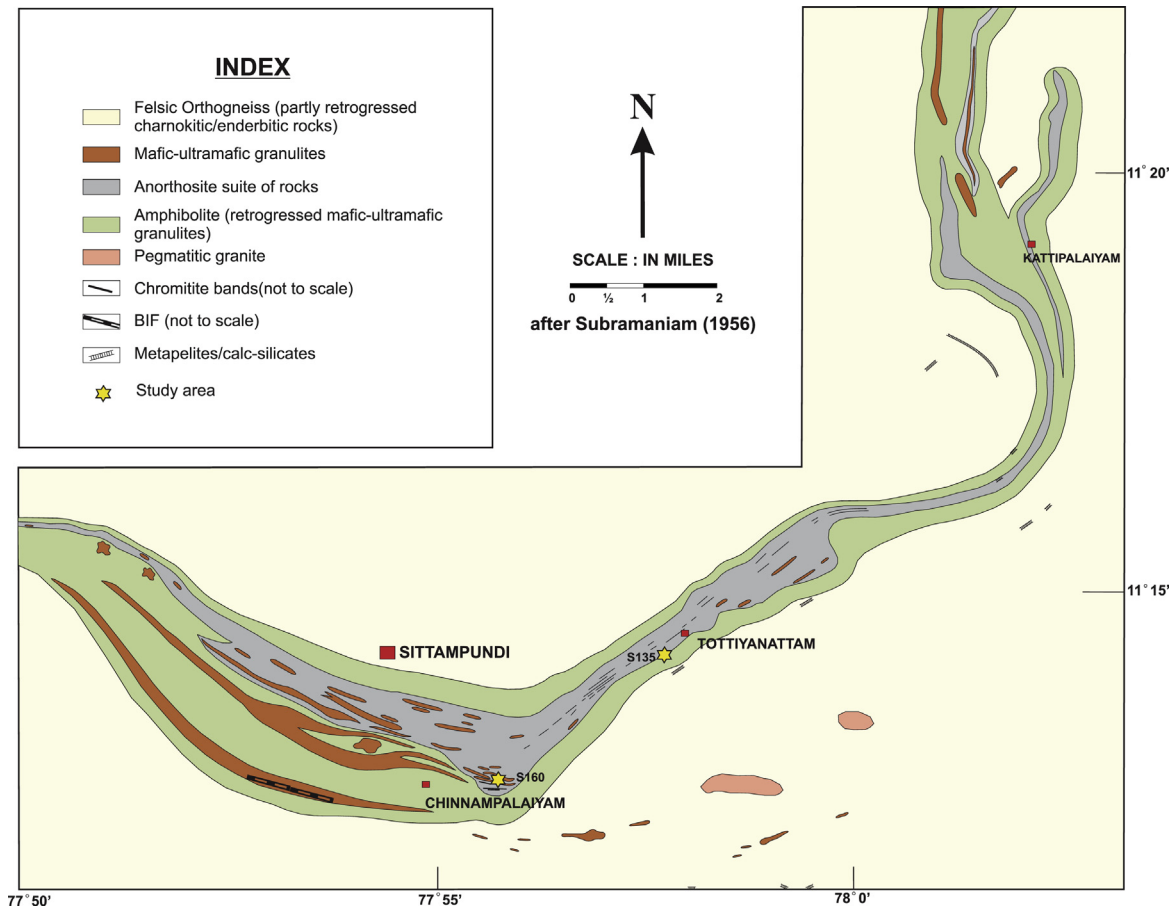 INDEX
Felsic Orthogneiss (partly retrogressed
charnokitic/enderbitic rocks)
Mafic-ultramafic granulites
Anorthosite suite of rocks
Amphibolite (retrogressed mafic-ultramafic
granulites)
Pegmatitic granite
Chromitite bands(not to scale)
BIF (not to scale)
Metapelites/calc-silicates
Study area
N
SCALE : IN MILES
0 ½ 1 2
after Subramaniam (1956)
11° 20'
KATTIPALAIYAM
11° 15'
SITTAMPUNDI
TOTTIYANATTAM
S135
S160
CHINNAMPALAIYAM
77° 50' 77° 55' 78° 0'